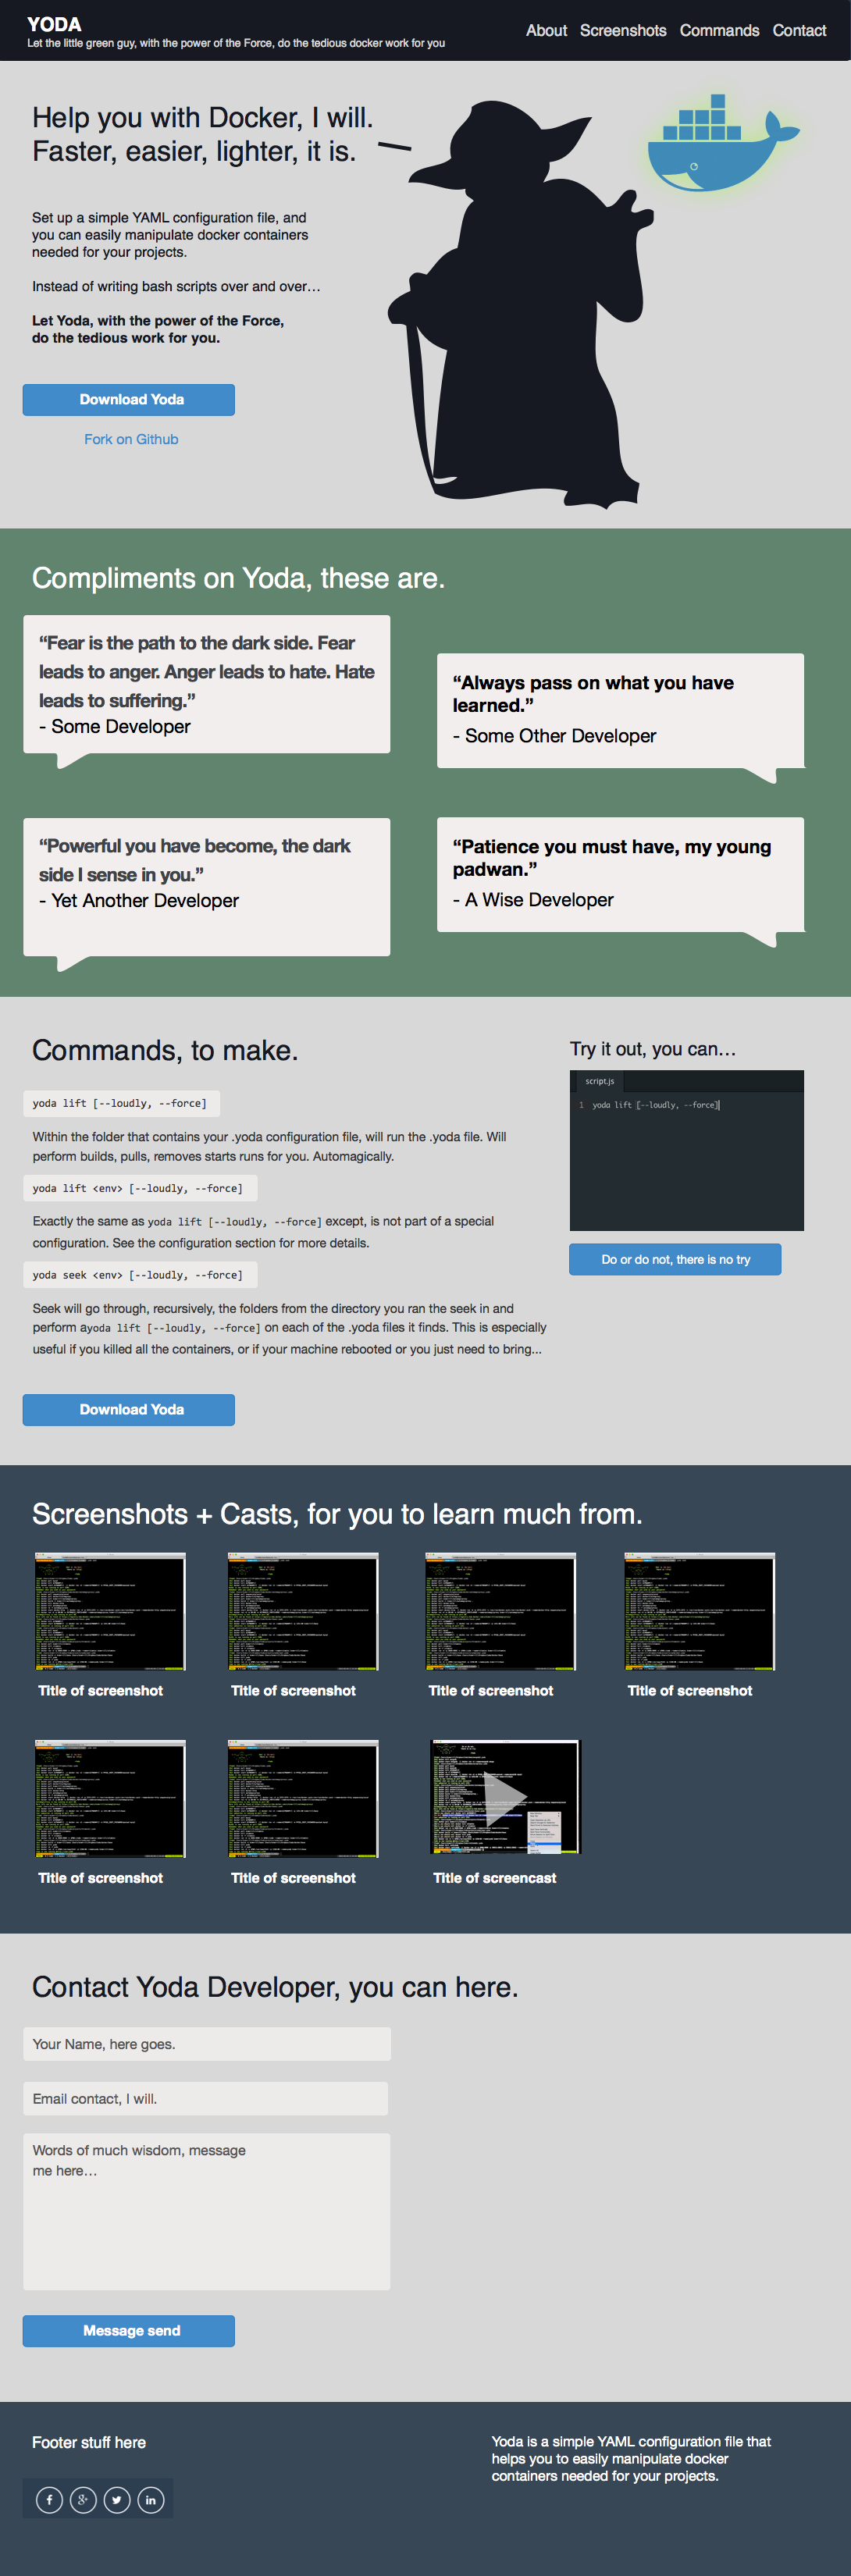 YODA
Let the little green guy, with the power of the Force, do the tedious docker work for you
About Screenshots Commands Contact
Help you with Docker, I will.
Faster, easier, lighter, it is.
Set up a simple YAML configuration file, and
you can easily manipulate docker containers
needed for your projects.
Instead of writing bash scripts over and over…
Let Yoda, with the power of the Force,
do the tedious work for you.
Download Yoda
Fork on Github
Compliments on Yoda, these are.
“Fear is the path to the dark side. Fear
leads to anger. Anger leads to hate. Hate
leads to suffering.”
- Some Developer
“Always pass on what you have
learned.”
- Some Other Developer
“Powerful you have become, the dark
side I sense in you.”
- Yet Another Developer
“Patience you must have, my young
padwan.”
- A Wise Developer
Commands, to make.
yoda lift [--loudly, --force]
Within the folder that contains your .yoda configuration file, will run the .yoda file. Will
perform builds, pulls, removes starts runs for you. Automagically.
yoda lift <env> [--loudly, --force]
Exactly the same as yoda lift [--loudly, --force] except, is not part of a special
configuration. See the configuration section for more details.
yoda seek <env> [--loudly, --force]
Seek will go through, recursively, the folders from the directory you ran the seek in and
perform ayoda lift [--loudly, --force] on each of the .yoda files it finds. This is especially
useful if you killed all the containers, or if your machine rebooted or you just need to bring...
Download Yoda
Try it out, you can…
script.js
1 yoda lift [--loudly, --force]
Do or do not, there is no try
Screenshots + Casts, for you to learn much from.
Title of screenshot
Title of screenshot
Title of screenshot
Title of screenshot
Title of screenshot
Title of screenshot
Title of screencast
Contact Yoda Developer, you can here.
Your Name, here goes.
Email contact, I will.
Words of much wisdom, message
me here…
Message send
Footer stuff here
Yoda is a simple YAML configuration file that
helps you to easily manipulate docker
containers needed for your projects.